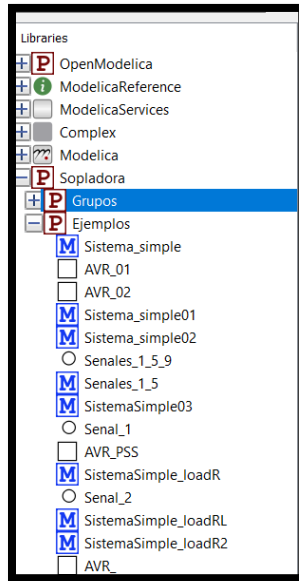 Libraries
P OpenModelica
i ModelicaReference
ModelicaServices
Complex
Modelica
P Sopladora
P Grupos
P Ejemplos
M Sistema_simple
AVR_01
AVR_02
M Sistema_simple01
M Sistema_simple02
Senales_1_5_9
M Senales_1_5
M SistemaSimple03
Senal_1
AVR_PSS
M SistemaSimple_loadR
Senal_2
M SistemaSimple_loadRL
M SistemaSimple_loadR2
AVR_